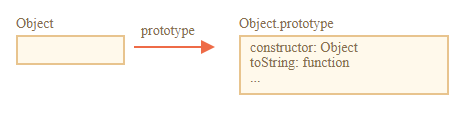 Object
prototype
Object.prototype
constructor: Object
toString: function
...